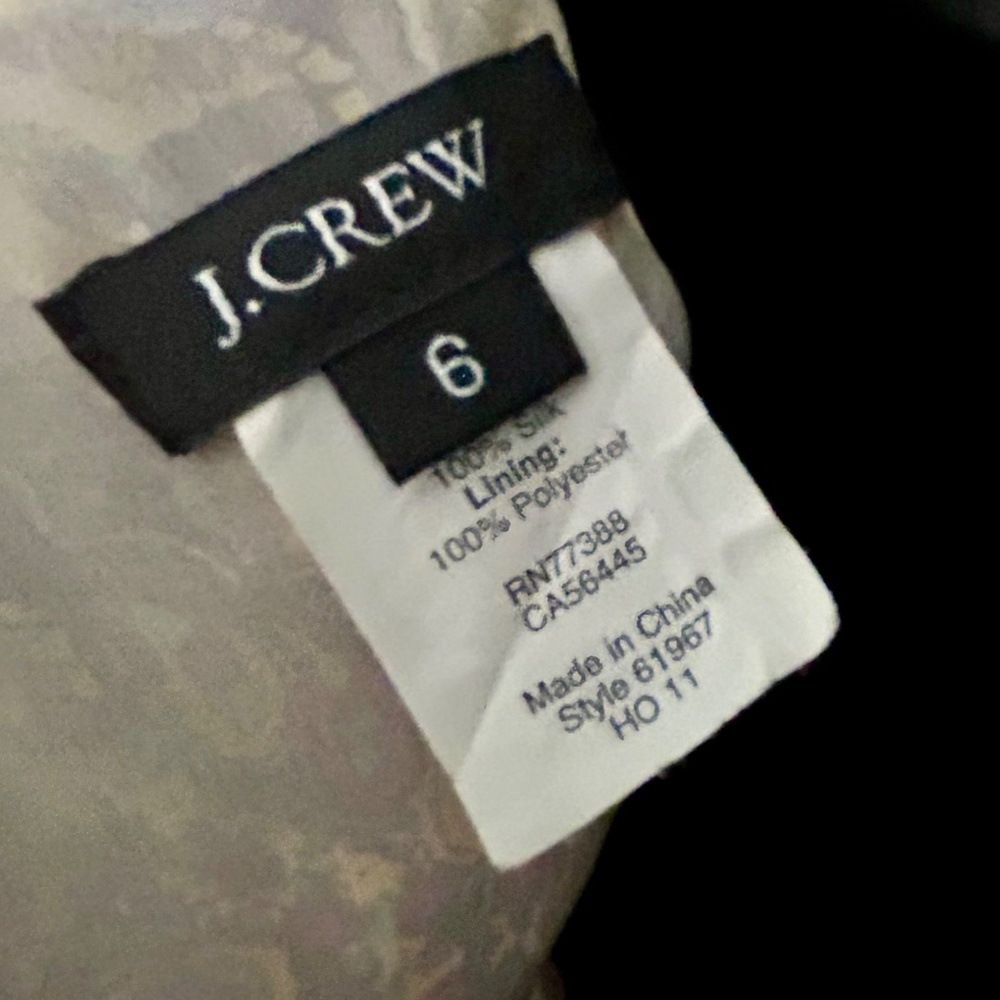 J.CREW
6
100% Silk
Lining:
100% Polyester
RN77388
CA56445
Made in China
Style 61967
HO 11